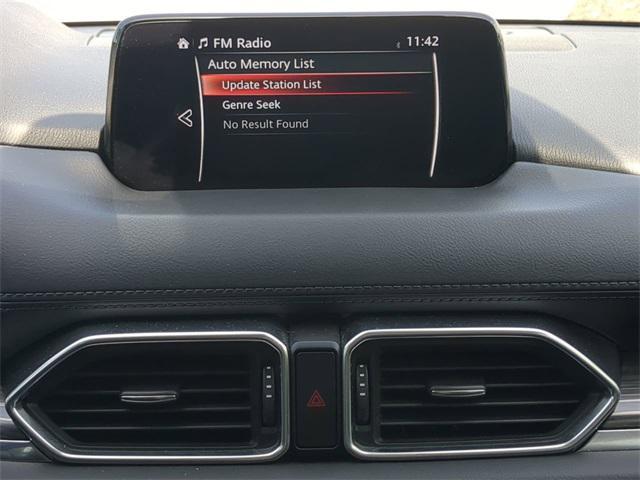 FM Radio 11:42
Auto Memory List
Update Station List
Genre Seek
No Result Found